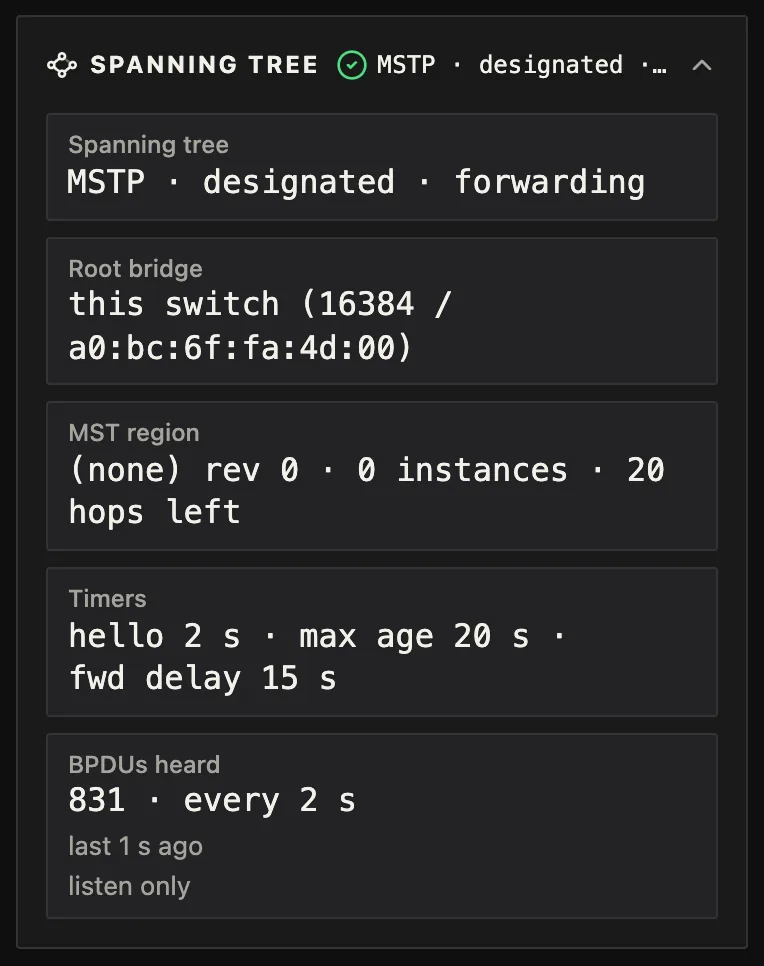 SPANNING TREE MSTP · designated ·…
Spanning tree
MSTP · designated · forwarding
Root bridge
this switch (16384 /
a0:bc:6f:fa:4d:00)
MST region
(none) rev 0 · 0 instances · 20
hops left
Timers
hello 2 s · max age 20 s ·
fwd delay 15 s
BPDUs heard
831 · every 2 s
last 1 s ago
listen only